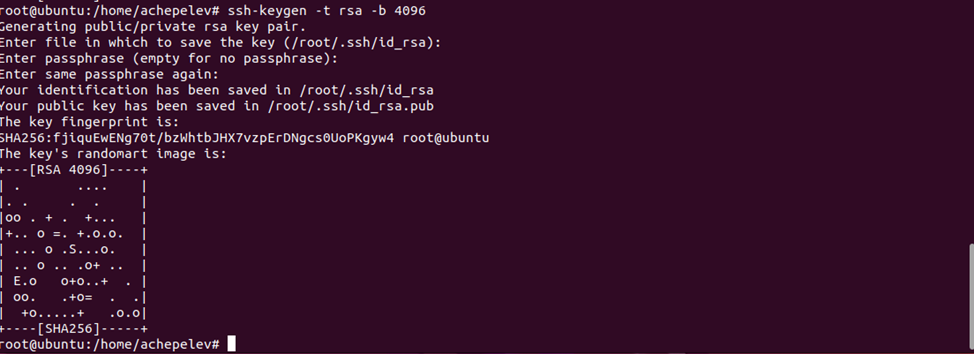 root@ubuntu:/home/achepelev# ssh-keygen -t rsa -b 4096
Generating public/private rsa key pair.
Enter file in which to save the key (/root/.ssh/id_rsa):
Enter passphrase (empty for no passphrase):
Enter same passphrase again:
Your identification has been saved in /root/.ssh/id_rsa
Your public key has been saved in /root/.ssh/id_rsa.pub
The key fingerprint is:
SHA256:fjiquEwENg70t/bzWhtbJHX7vzpErDNgcs0UoPKgyw4 root@ubuntu
The key's randomart image is:
+---[RSA 4096]----+
| .       ....    |
|. .     .  .     |
|oo . + .  +...   |
|+.. o =. +.o.o.  |
| ... o .S...o.   |
| .. o .. .o+ ..  |
| E.o   o+o..+  . |
| oo.   .+o=  .  .|
|  +o.....+   .o.o|
+----[SHA256]-----+
root@ubuntu:/home/achepelev#